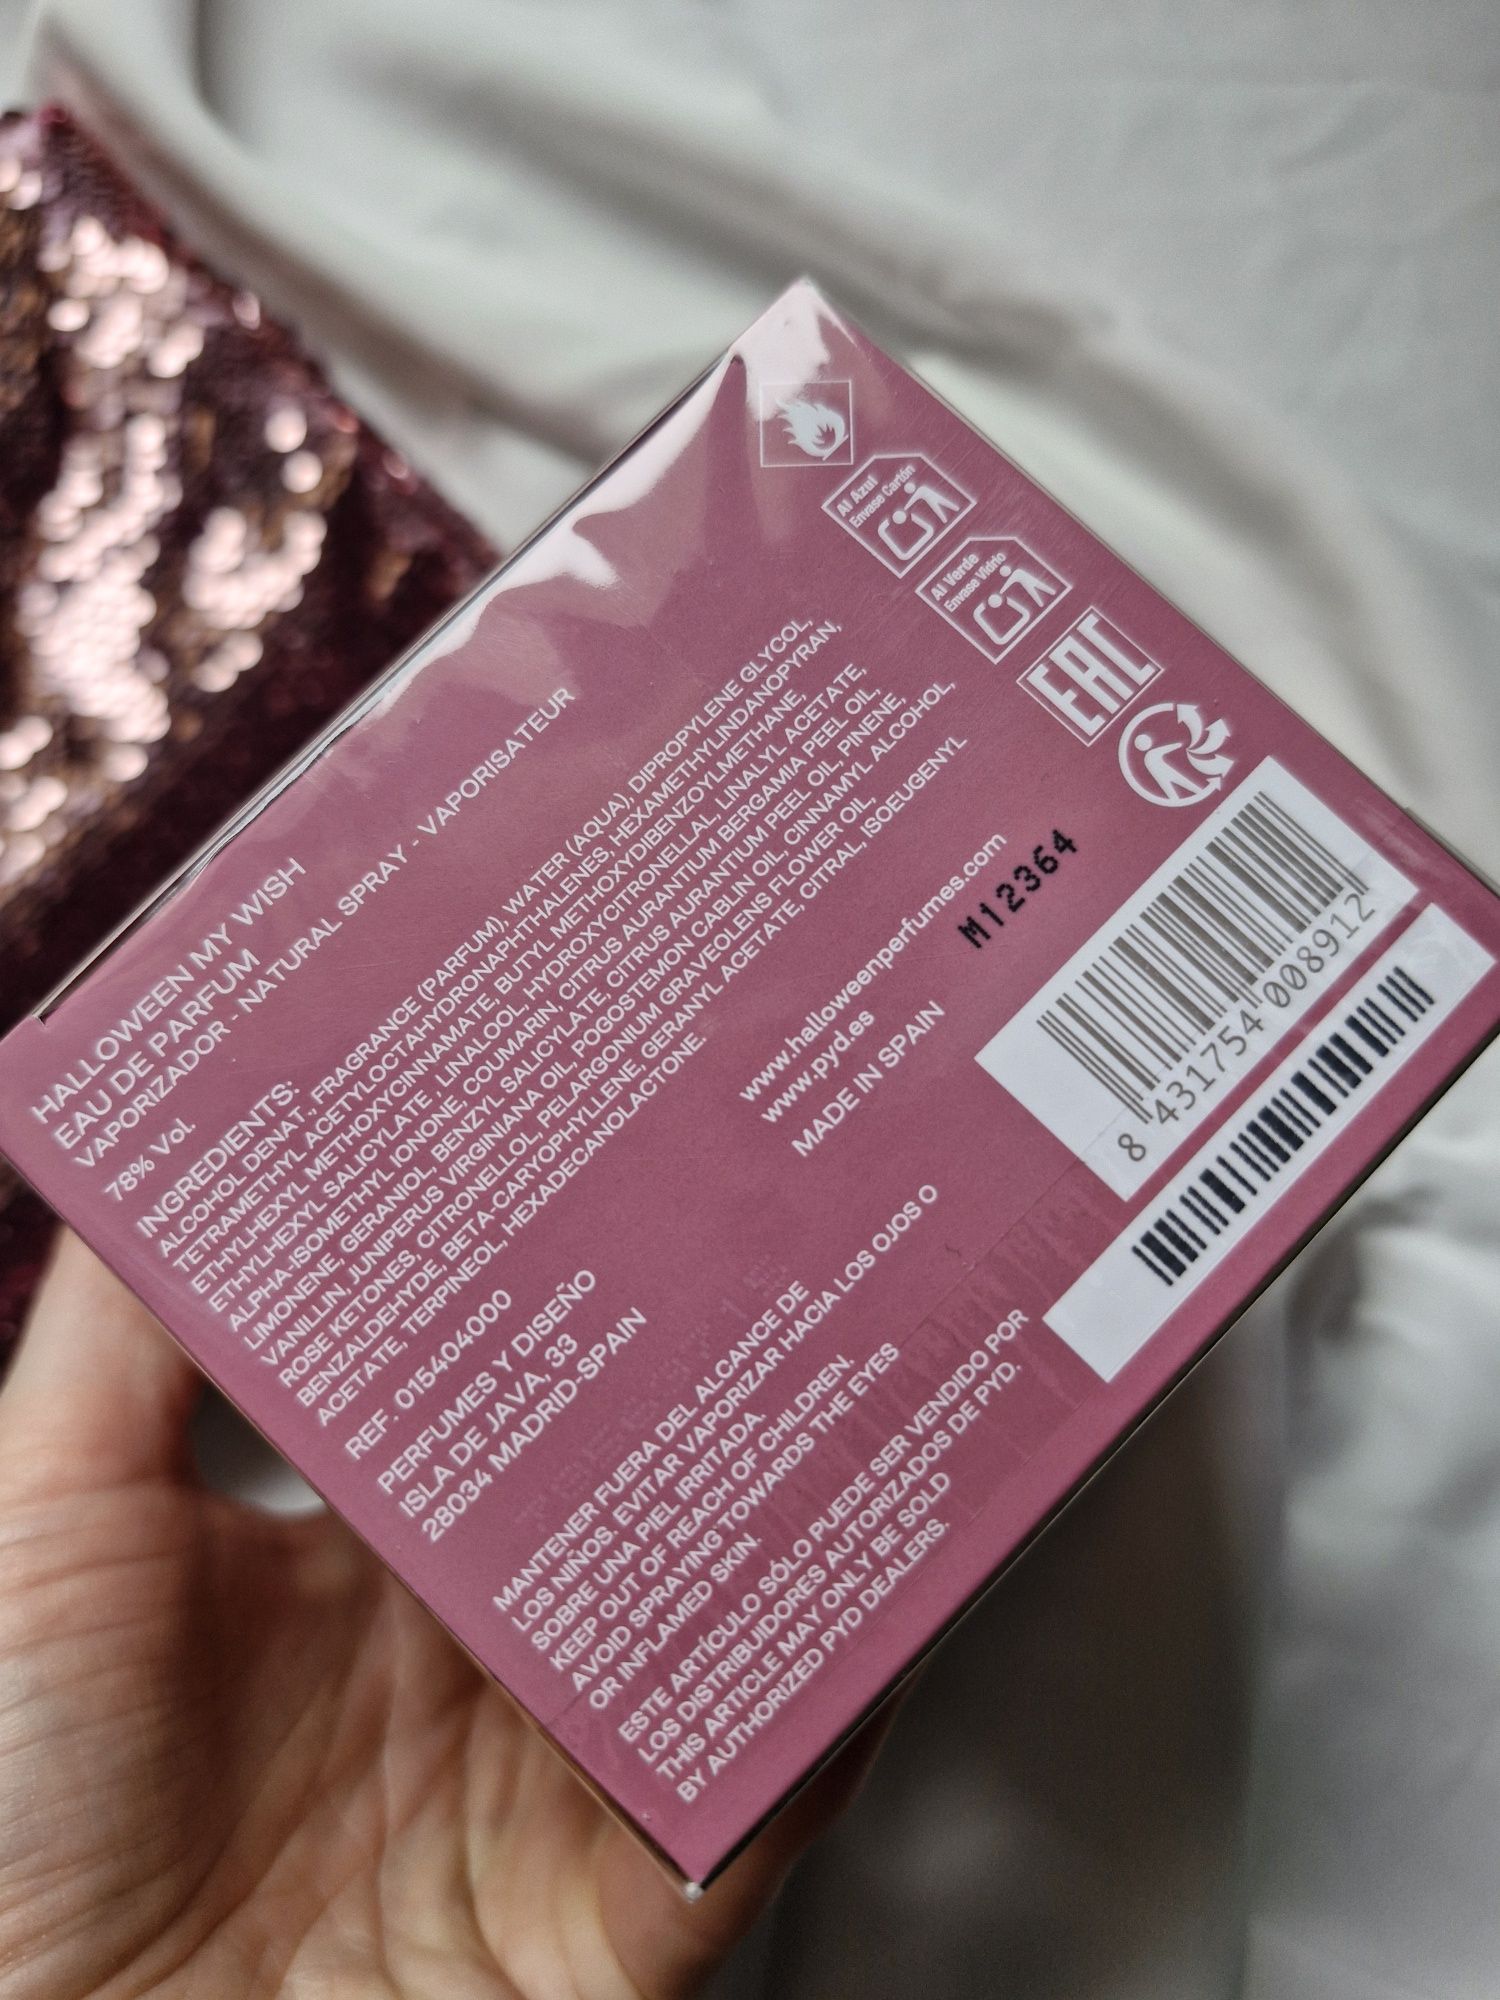 HALLOWEEN MY WISH
EAU DE PARFUM
VAPORIZADOR - NATURAL SPRAY - VAPORISATEUR
78% Vol.
INGREDIENTS:
ALCOHOL DENAT., FRAGRANCE (PARFUM), WATER (AQUA), DIPROPYLENE GLYCOL,
TETRAMETHYL ACETYLOCTAHYDRONAPHTHALENES, HEXAMETHYLINDANOPYRAN,
ETHYLHEXYL METHOXYCINNAMATE, BUTYL METHOXYDIBENZOYLMETHANE,
ETHYLHEXYL SALICYLATE, LINALOOL, HYDROXYCITRONELLAL, LINALYL ACETATE,
ALPHA-ISOMETHYL IONONE, COUMARIN, CITRUS AURANTIUM BERGAMIA PEEL OIL,
LIMONENE, GERANIOL, BENZYL SALICYLATE, CITRUS AURANTIUM PEEL OIL, PINENE,
VANILLIN, JUNIPERUS VIRGINIANA OIL, POGOSTEMON CABLIN OIL, CINNAMYL ALCOHOL,
ROSE KETONES, CITRONELLOL, PELARGONIUM GRAVEOLENS FLOWER OIL,
BENZALDEHYDE, BETA-CARYOPHYLLENE, GERANYL ACETATE, CITRAL, ISOEUGENYL
ACETATE, TERPINEOL, HEXADECANOLACTONE.
REF. 01540400
PERFUMES Y DISEÑO
ISLA DE JAVA, 33
28034 MADRID-SPAIN
www.halloweenperfumes.com
www.pyd.es
MADE IN SPAIN
M12364
MANTENER FUERA DEL ALCANCE DE
LOS NIÑOS. EVITAR VAPORIZAR HACIA LOS OJOS O
SOBRE UNA PIEL IRRITADA.
KEEP OUT OF REACH OF CHILDREN.
AVOID SPRAYING TOWARDS THE EYES
OR INFLAMED SKIN.
ESTE ARTÍCULO SÓLO PUEDE SER VENDIDO POR
LOS DISTRIBUIDORES AUTORIZADOS DE PYD.
THIS ARTICLE MAY ONLY BE SOLD
BY AUTHORIZED PYD DEALERS.
Al Azul
Envase Cartón
Al Verde
Envase Vidrio
EAC
8 431754 008912